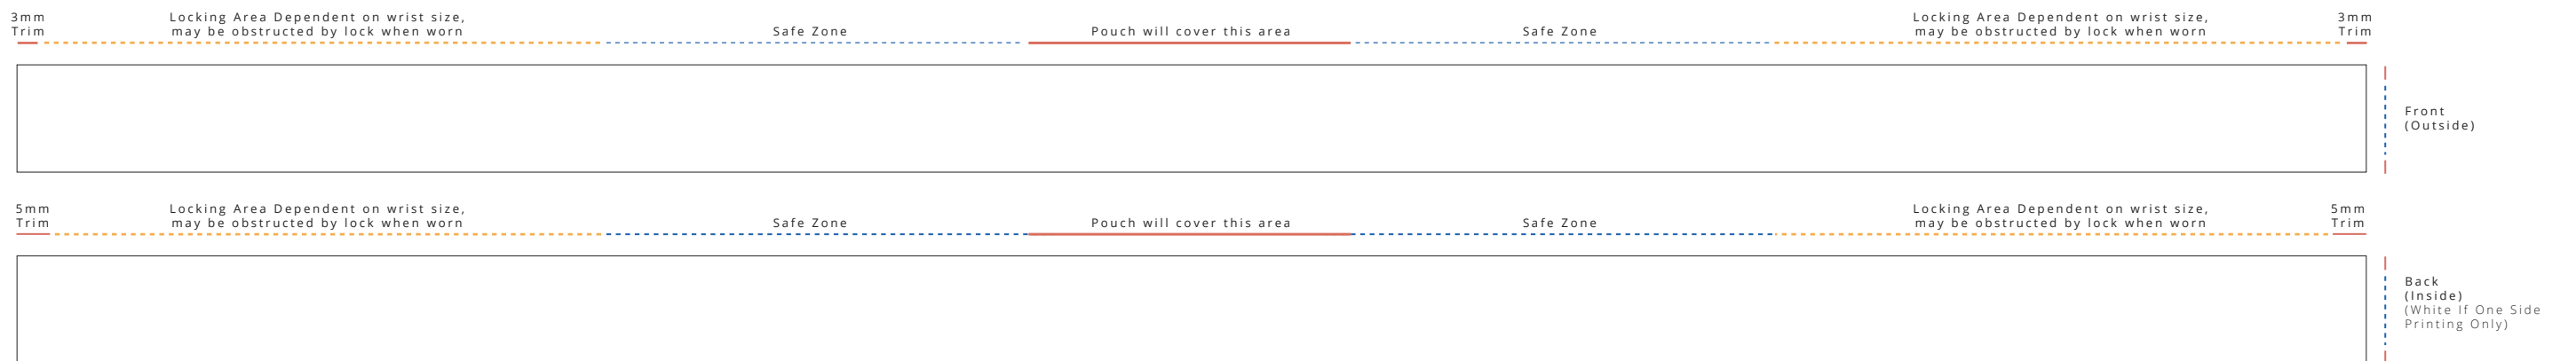 3mm
Trim
Locking Area Dependent on wrist size,
may be obstructed by lock when worn
Safe Zone
Pouch will cover this area
Safe Zone
Locking Area Dependent on wrist size,
may be obstructed by lock when worn
3mm
Trim
Front
(Outside)
5mm
Trim
Locking Area Dependent on wrist size,
may be obstructed by lock when worn
Safe Zone
Pouch will cover this area
Safe Zone
Locking Area Dependent on wrist size,
may be obstructed by lock when worn
5mm
Trim
Back
(Inside)
(White If One Side
Printing Only)